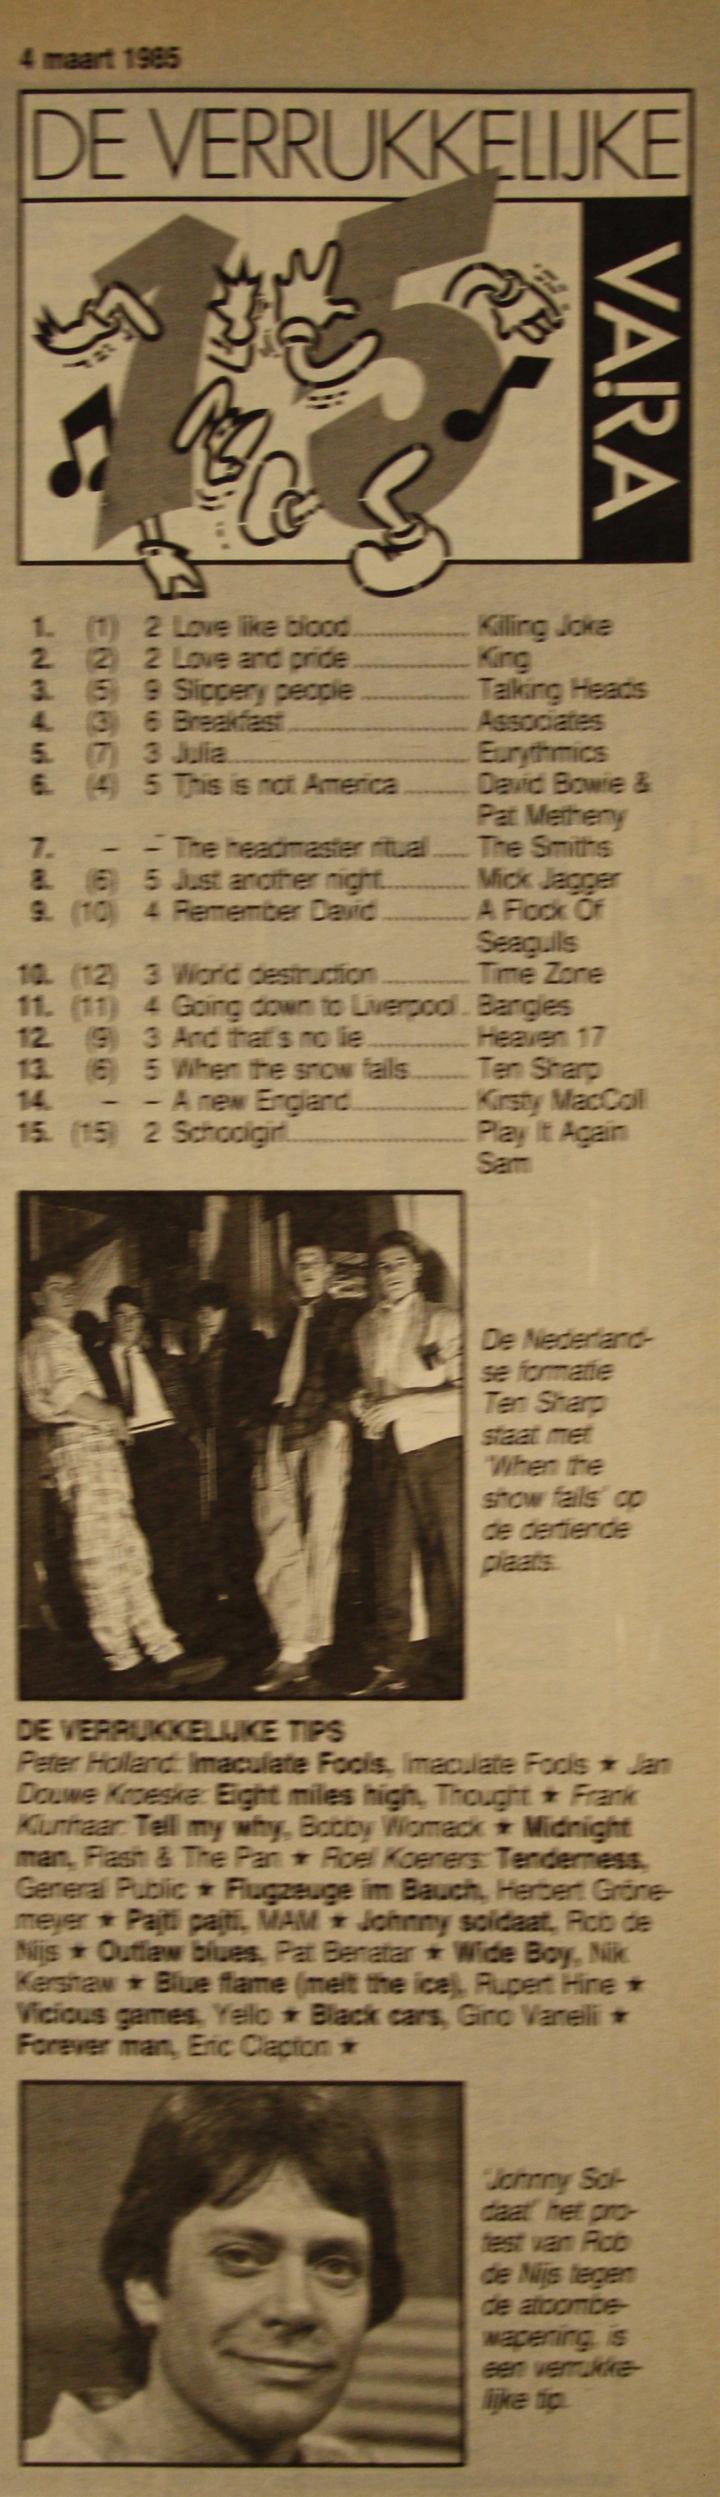 4 maart 1985
DE VERRUKKELIJKE
15
VARA
1. (1) 2 Love like blood.................... Killing Joke
2. (2) 2 Love and pride ................... King
3. (5) 9 Slippery people .................. Talking Heads
4. (3) 6 Breakfast............................... Associates
5. (7) 3 Julia........................................ Eurythmics
6. (4) 5 This is not America ........... David Bowie &
Pat Metheny
7. – – The headmaster ritual ...... The Smiths
8. (6) 5 Just another night.............. Mick Jagger
9. (10) 4 Remember David .............. A Flock Of
Seagulls
10. (12) 3 World destruction .............. Time Zone
11. (11) 4 Going down to Liverpool .. Bangles
12. (9) 3 And that's no lie ................. Heaven 17
13. (6) 5 When the snow falls.......... Ten Sharp
14. – – A new England................... Kirsty MacColl
15. (15) 2 Schoolgirl.............................. Play It Again
Sam
De Nederland-
se formatie
Ten Sharp
staat met
'When the
show falls' op
de dertiende
plaats.
DE VERRUKKELIJKE TIPS
Peter Holland: Imaculate Fools, Imaculate Fools ★ Jan
Douwe Kroeske: Eight miles high, Thought ★ Frank
Klunhaar: Tell my why, Bobby Womack ★ Midnight
man, Flash & The Pan ★ Roel Koeners: Tenderness,
General Public ★ Flugzeuge im Bauch, Herbert Gröne-
meyer ★ Pajti pajti, MAM ★ Johnny soldaat, Rob de
Nijs ★ Outlaw blues, Pat Benatar ★ Wide Boy, Nik
Kershaw ★ Blue flame (melt the ice), Rupert Hine ★
Vicious games, Yello ★ Black cars, Gino Vanelli ★
Forever man, Eric Clapton ★
'Johnny Sol-
daat' het pro-
test van Rob
de Nijs tegen
de atoombe-
wapening, is
een verrukke-
lijke tip.